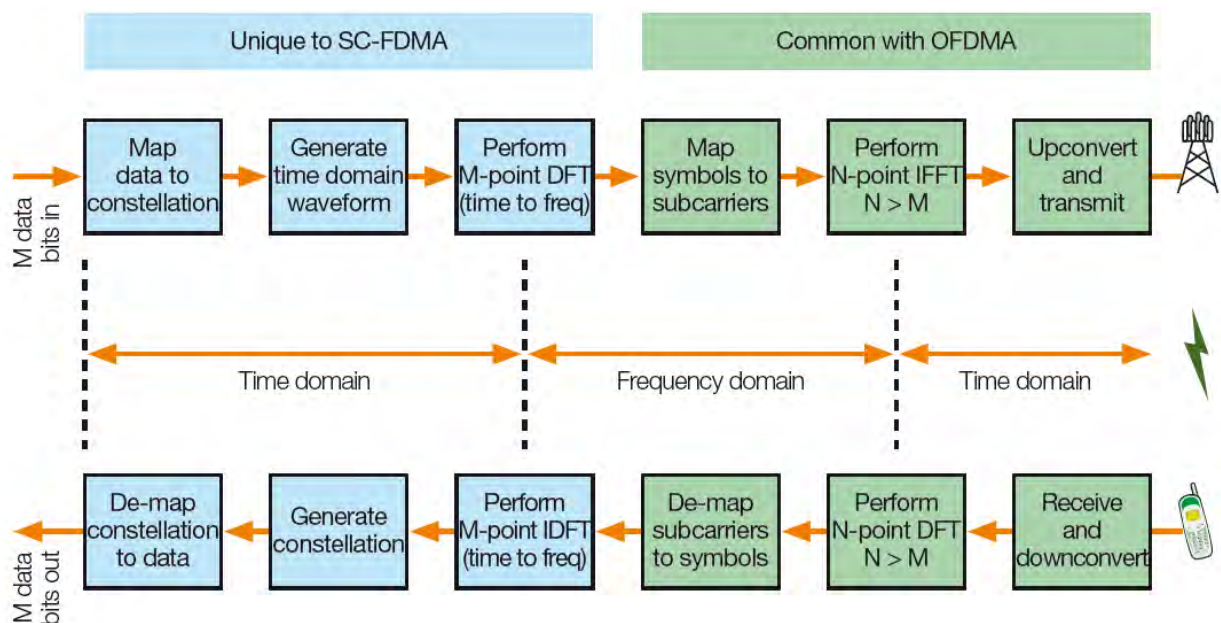 Unique to SC-FDMA
Common with OFDMA
M data
bits in
Map
data to
constellation
Generate
time domain
waveform
Perform
M-point DFT
(time to freq)
Map
symbols to
subcarriers
Perform
N-point IFFT
N > M
Upconvert
and
transmit
Time domain
Frequency domain
Time domain
M data
bits out
De-map
constellation
to data
Generate
constellation
Perform
M-point IDFT
(time to freq)
De-map
subcarriers
to symbols
Perform
N-point DFT
N > M
Receive
and
downconvert